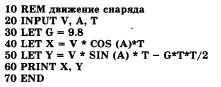 10 REM движение снаряда
20 INPUT V, A, T
30 LET G = 9.8
40 LET X = V * COS (A)*T
50 LET Y = V * SIN (A) * T – G*T*T/2
60 PRINT X, Y
70 END